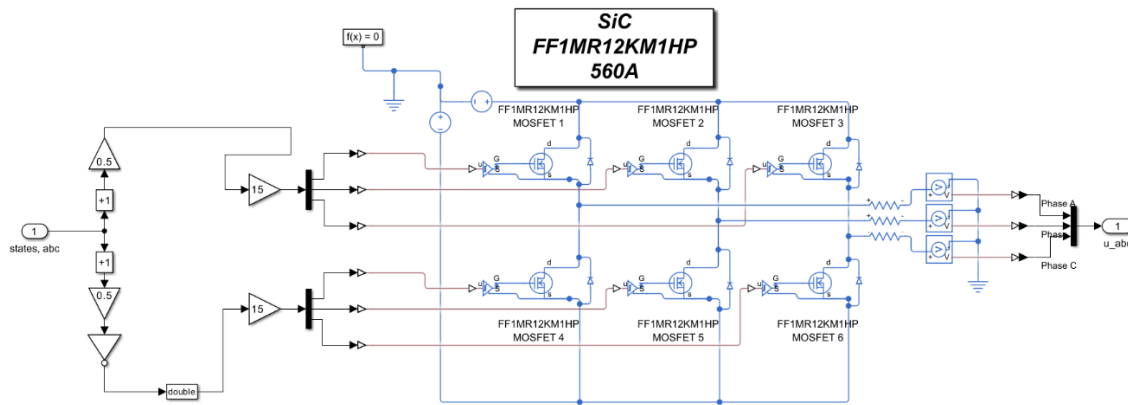 SiC
FF1MR12KM1HP
560A
f(x) = 0
FF1MR12KM1HP
MOSFET 1
FF1MR12KM1HP
MOSFET 2
FF1MR12KM1HP
MOSFET 3
0.5
15
+1
1
states, abc
+1
0.5
15
double
u
G
S
d
s
u
G
S
d
s
u
G
S
d
s
u
G
S
d
s
u
G
S
d
s
u
G
S
d
s
FF1MR12KM1HP
MOSFET 4
FF1MR12KM1HP
MOSFET 5
FF1MR12KM1HP
MOSFET 6
+ -
+ -
V
V
V
V
V
V
Phase A
Phase
Phase C
1
u_abc